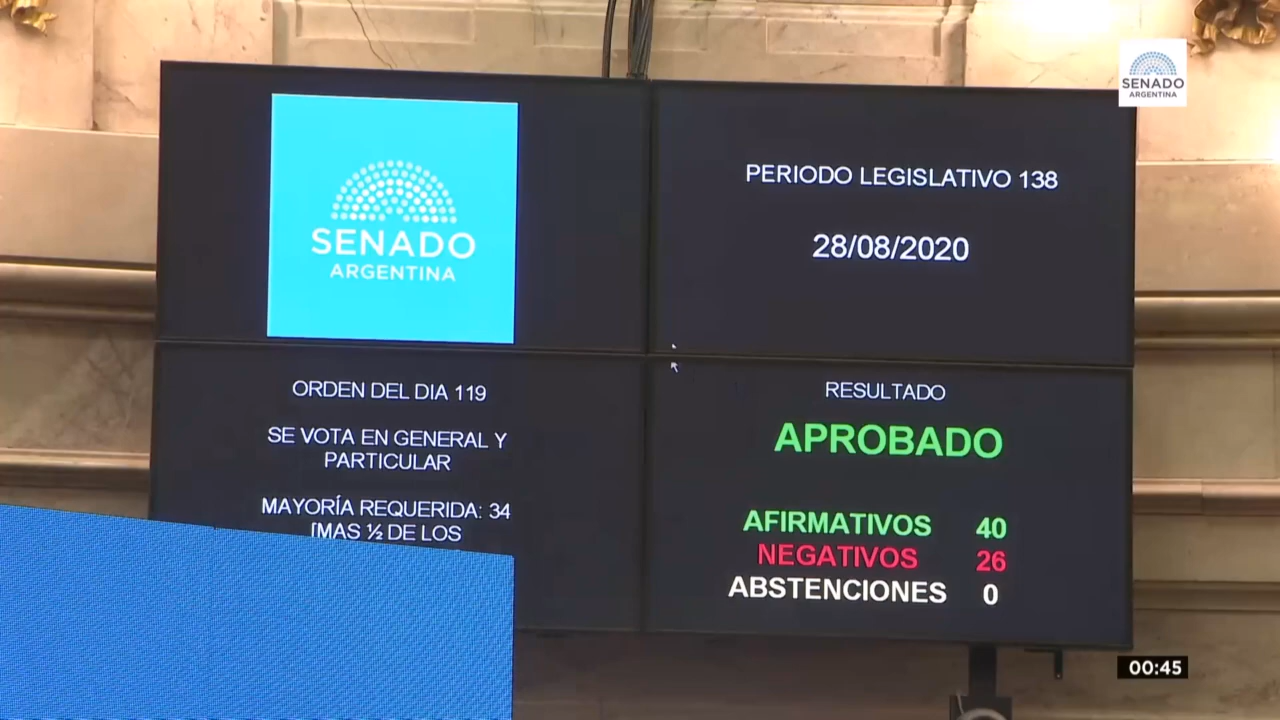 SENADO
ARGENTINA
SENADO
ARGENTINA
PERIODO LEGISLATIVO 138
28/08/2020
ORDEN DEL DIA 119
SE VOTA EN GENERAL Y
PARTICULAR
MAYORÍA REQUERIDA: 34
[MAS ½ DE LOS
RESULTADO
APROBADO
AFIRMATIVOS 40
NEGATIVOS 26
ABSTENCIONES 0
00:45